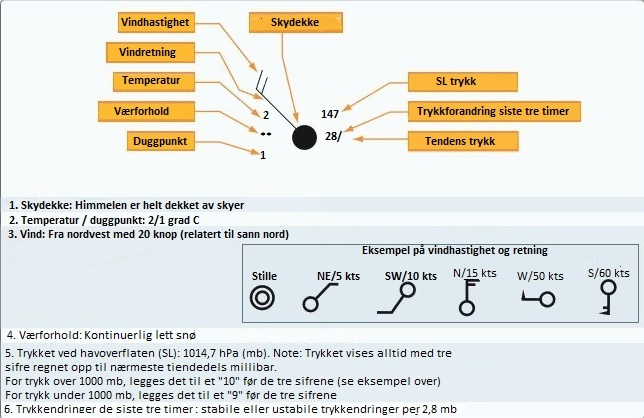 Vindhastighet
Skydekke
Vindretning
Temperatur
SL trykk
2
147
Værforhold
Trykkforandring siste tre timer
28/
Duggpunkt
Tendens trykk
1
1. Skydekke: Himmelen er helt dekket av skyer
2. Temperatur / duggpunkt: 2/1 grad C
3. Vind: Fra nordvest med 20 knop (relatert til sann nord)
Eksempel på vindhastighet og retning
Stille NE/5 kts SW/10 kts N/15 kts W/50 kts S/60 kts
4. Værforhold: Kontinuerlig lett snø
5. Trykket ved havoverflaten (SL): 1014,7 hPa (mb). Note: Trykket vises alltid med tre
sifre regnet opp til nærmeste tiendedels millibar.
For trykk over 1000 mb, legges det til et "10" før de tre sifrene (se eksempel over)
For trykk under 1000 mb, legges det til et "9" før de tre sifrene
6. Trykkendringer de siste tre timer: stabile eller ustabile trykkendringer per 2,8 mb